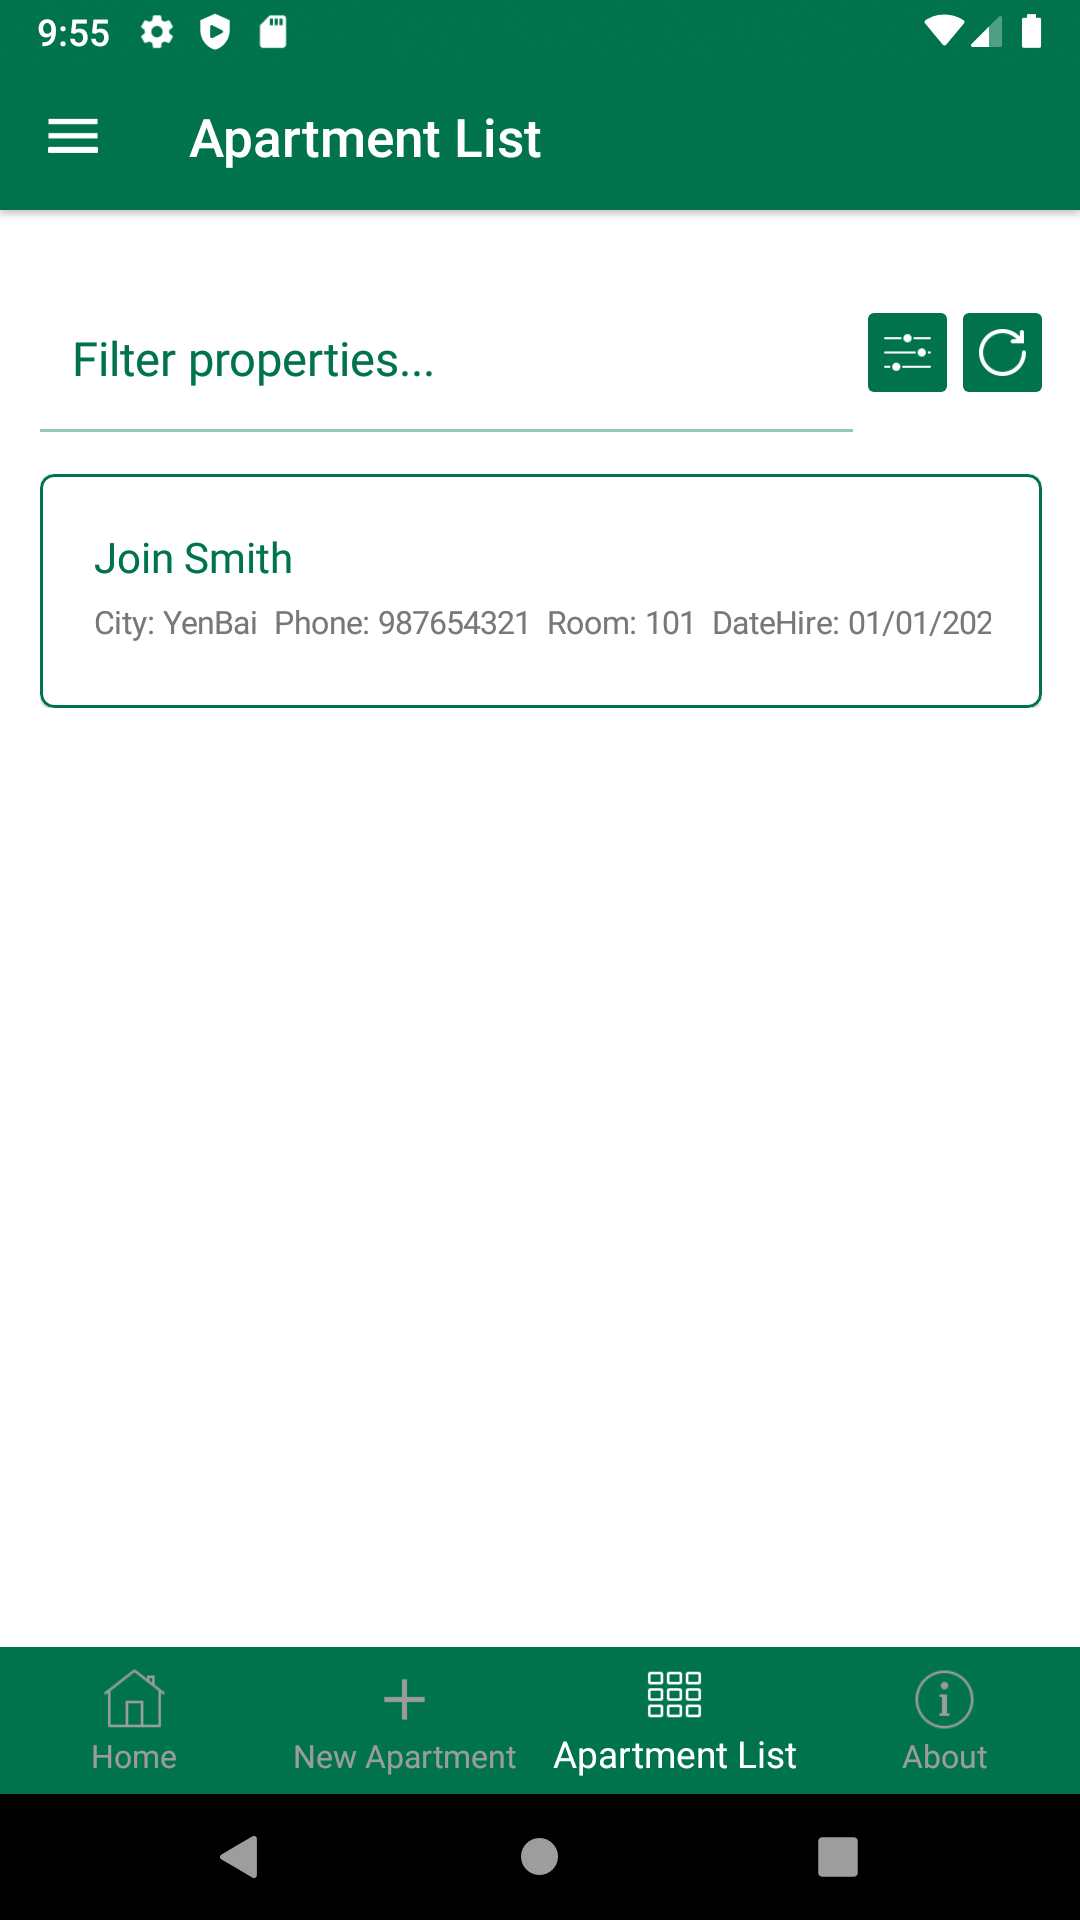 9:55
Apartment List
Filter properties...
Join Smith
City: YenBai  Phone: 987654321  Room: 101  DateHire: 01/01/202
Home
New Apartment
Apartment List
About